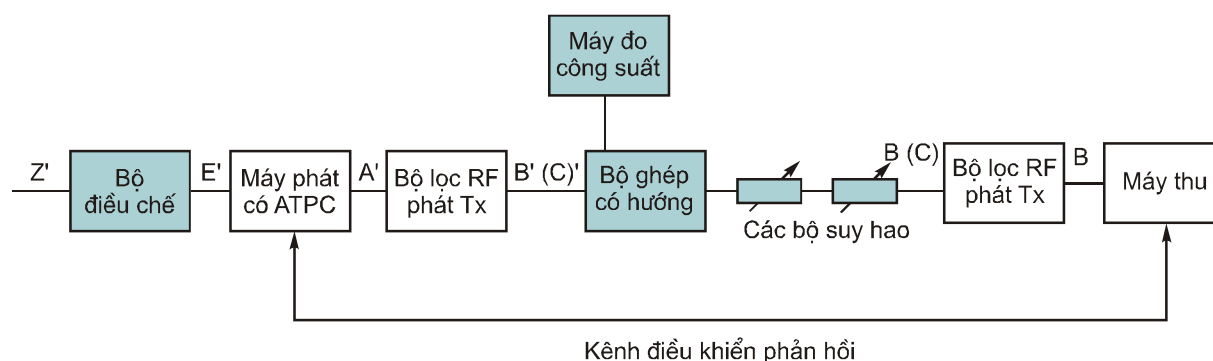 Máy đo
công suất
Z'
Bộ
điều chế
E'
Máy phát
có ATPC
A'
Bộ lọc RF
phát Tx
B' (C)'
Bộ ghép
có hướng
Các bộ suy hao
B (C)
Bộ lọc RF
phát Tx
B
Máy thu
Kênh điều khiển phản hồi